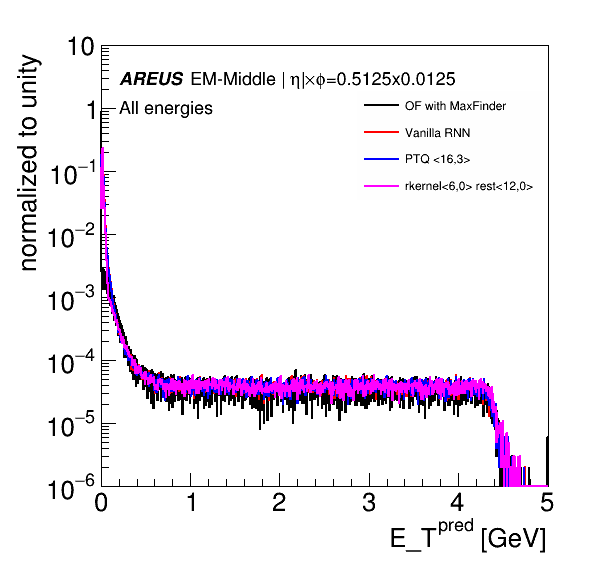 10
AREUS EM-Middle | η|×ϕ=0.5125x0.0125
All energies
OF with MaxFinder
Vanilla RNN
PTQ <16,3>
rkernel<6,0> rest<12,0>
1
10⁻¹
10⁻²
10⁻³
10⁻⁴
10⁻⁵
10⁻⁶
normalized to unity
0 1 2 3 4 5
E_T^pred [GeV]